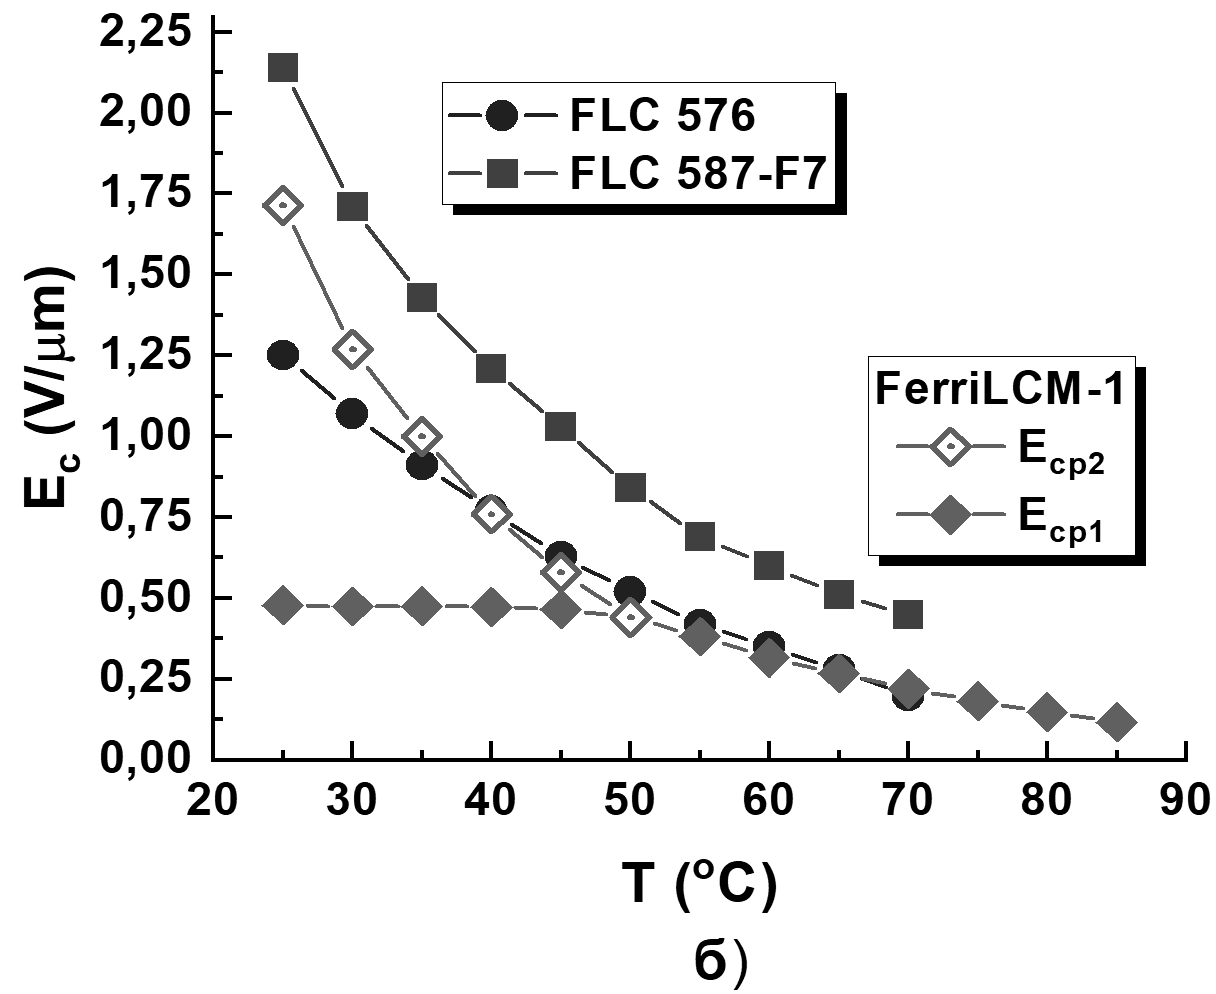 2,25
2,00
1,75
1,50
1,25
1,00
0,75
0,50
0,25
0,00
E_c (V/μm)
FLC 576
FLC 587-F7
FerriLCM-1
E_cp2
E_cp1
20 30 40 50 60 70 80 90
T (°C)
б)